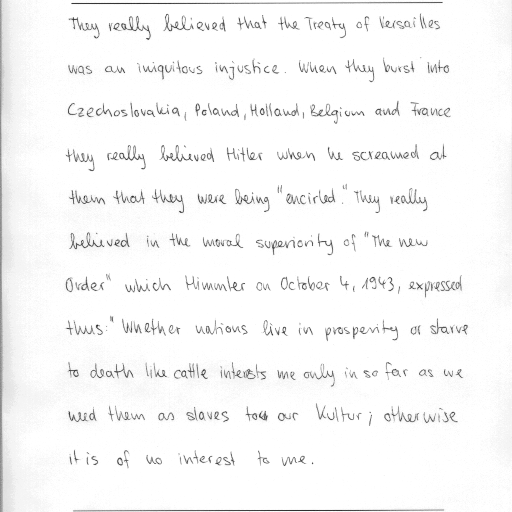 They really believed that the Treaty of Versailles
was an iniquitous injustice. When they burst into
Czechoslovakia, Poland, Holland, Belgium and France
they really believed Hitler when he screamed at
them that they were being "encirled." They really
believed in the moral superiority of "The new
Order" which Himmler on October 4, 1943, expressed
thus: "Whether nations live in prosperity or starve
to death like cattle interests me only in so far as we
need them as slaves to our Kultur; otherwise
it is of no interest to me.